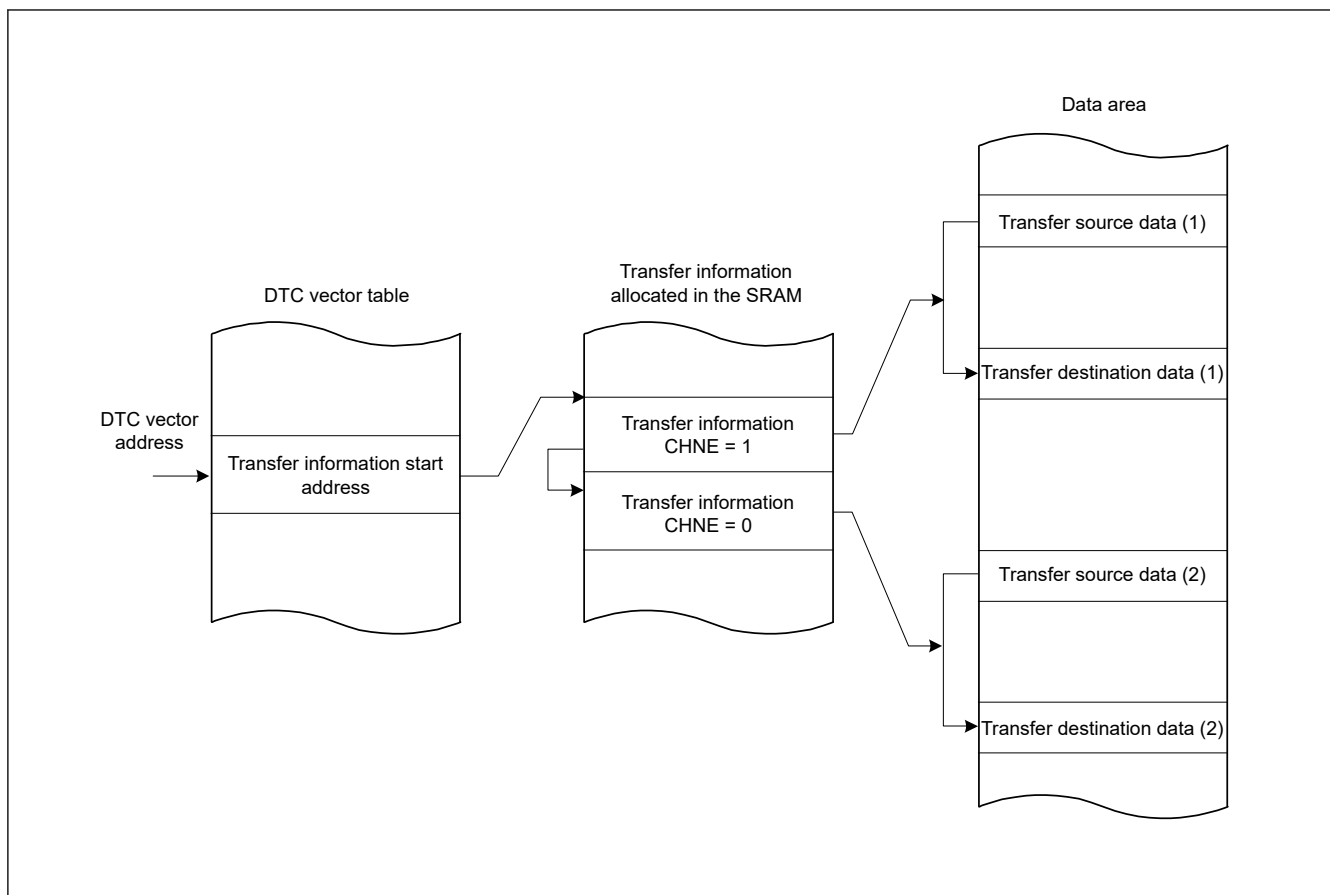 Data area
Transfer source data (1)
Transfer information
allocated in the SRAM
DTC vector table
Transfer destination data (1)
DTC vector
address
Transfer information
CHNE = 1
Transfer information start
address
Transfer information
CHNE = 0
Transfer source data (2)
Transfer destination data (2)